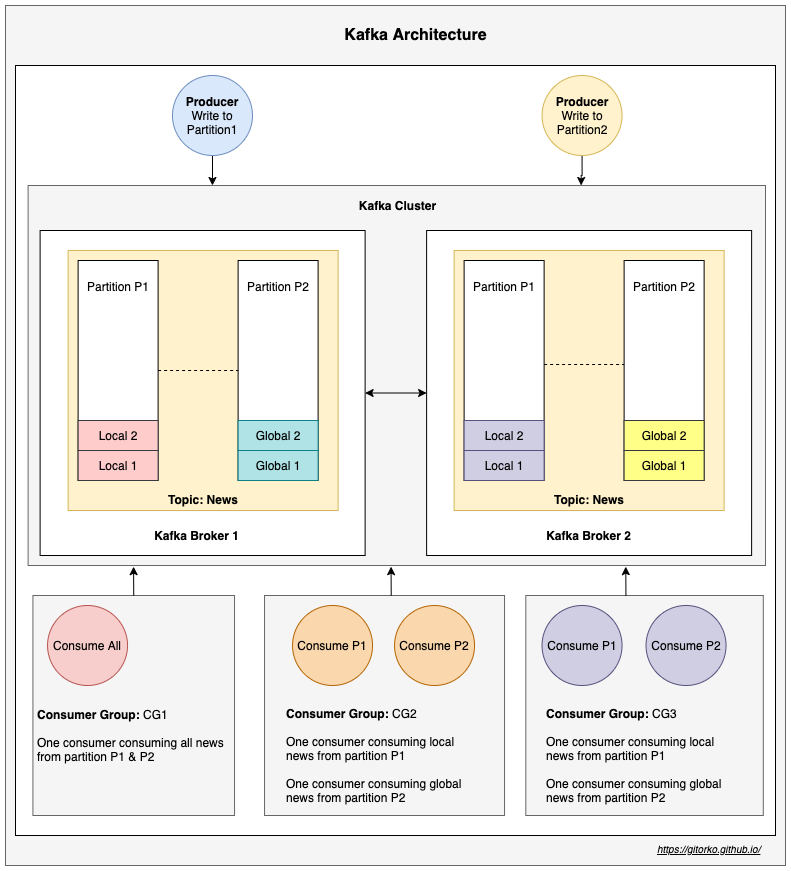 Kafka Architecture
Producer
Write to
Partition1
Producer
Write to
Partition2
Kafka Cluster
Partition P1
Partition P2
Local 2
Local 1
Global 2
Global 1
Topic: News
Kafka Broker 1
Partition P1
Partition P2
Local 2
Local 1
Global 2
Global 1
Topic: News
Kafka Broker 2
Consume All
Consumer Group: CG1
One consumer consuming all news
from partition P1 & P2
Consume P1
Consume P2
Consumer Group: CG2
One consumer consuming local
news from partition P1
One consumer consuming global
news from partition P2
Consume P1
Consume P2
Consumer Group: CG3
One consumer consuming local
news from partition P1
One consumer consuming global
news from partition P2
https://gitorko.github.io/